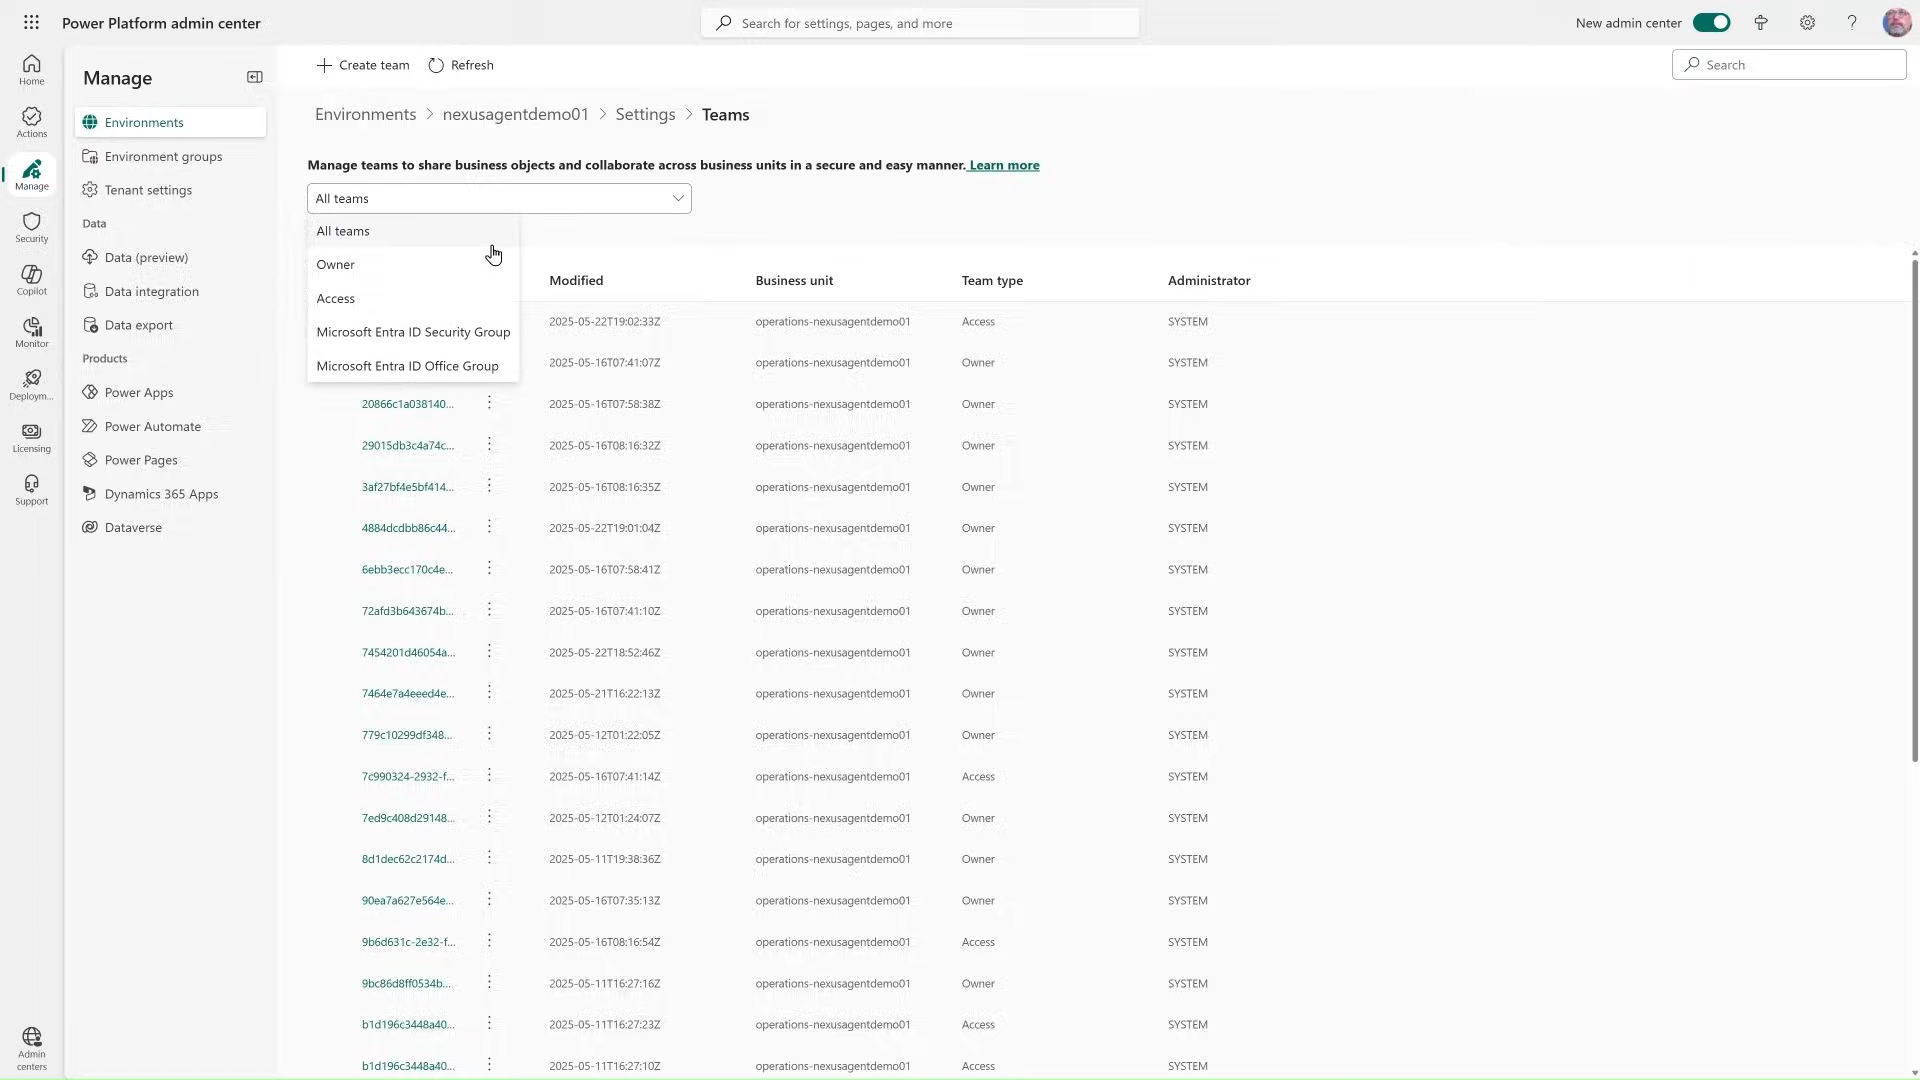 Power Platform admin center
Search for settings, pages, and more
New admin center
Home
Actions
Manage
Security
Copilot
Monitor
Deploym...
Licensing
Support
Admin
centers
Manage
Environments
Environment groups
Tenant settings
Data
Data (preview)
Data integration
Data export
Products
Power Apps
Power Automate
Power Pages
Dynamics 365 Apps
Dataverse
Create team
Refresh
Search
Environments > nexusagentdemo01 > Settings > Teams
Manage teams to share business objects and collaborate across business units in a secure and easy manner. Learn more
All teams
All teams
Owner
Access
Microsoft Entra ID Security Group
Microsoft Entra ID Office Group
Modified Business unit Team type Administrator
2025-05-22T19:02:33Z operations-nexusagentdemo01 Access SYSTEM
2025-05-16T07:41:07Z operations-nexusagentdemo01 Owner SYSTEM
20866c1a038140... 2025-05-16T07:58:38Z operations-nexusagentdemo01 Owner SYSTEM
29015db3c4a74c... 2025-05-16T08:16:32Z operations-nexusagentdemo01 Owner SYSTEM
3af27bf4e5bf414... 2025-05-16T08:16:35Z operations-nexusagentdemo01 Owner SYSTEM
4884dcdbb86c44... 2025-05-22T19:01:04Z operations-nexusagentdemo01 Owner SYSTEM
6ebb3ecc170c4e... 2025-05-16T07:58:41Z operations-nexusagentdemo01 Owner SYSTEM
72afd3b643674b... 2025-05-16T07:41:10Z operations-nexusagentdemo01 Owner SYSTEM
7454201d46054a... 2025-05-22T18:52:46Z operations-nexusagentdemo01 Owner SYSTEM
7464e7a4eeed4e... 2025-05-21T16:22:13Z operations-nexusagentdemo01 Owner SYSTEM
779c10299df348... 2025-05-12T01:22:05Z operations-nexusagentdemo01 Owner SYSTEM
7c990324-2932-f... 2025-05-16T07:41:14Z operations-nexusagentdemo01 Access SYSTEM
7ed9c408d29148... 2025-05-12T01:24:07Z operations-nexusagentdemo01 Owner SYSTEM
8d1dec62c2174d... 2025-05-11T19:38:36Z operations-nexusagentdemo01 Owner SYSTEM
90ea7a627e564e... 2025-05-16T07:35:13Z operations-nexusagentdemo01 Owner SYSTEM
9b6d631c-2e32-f... 2025-05-16T08:16:54Z operations-nexusagentdemo01 Access SYSTEM
9bc86d8ff0534b... 2025-05-11T16:27:16Z operations-nexusagentdemo01 Owner SYSTEM
b1d196c3448a40... 2025-05-11T16:27:23Z operations-nexusagentdemo01 Access SYSTEM
b1d196c3448a40... 2025-05-11T16:27:10Z operations-nexusagentdemo01 Access SYSTEM